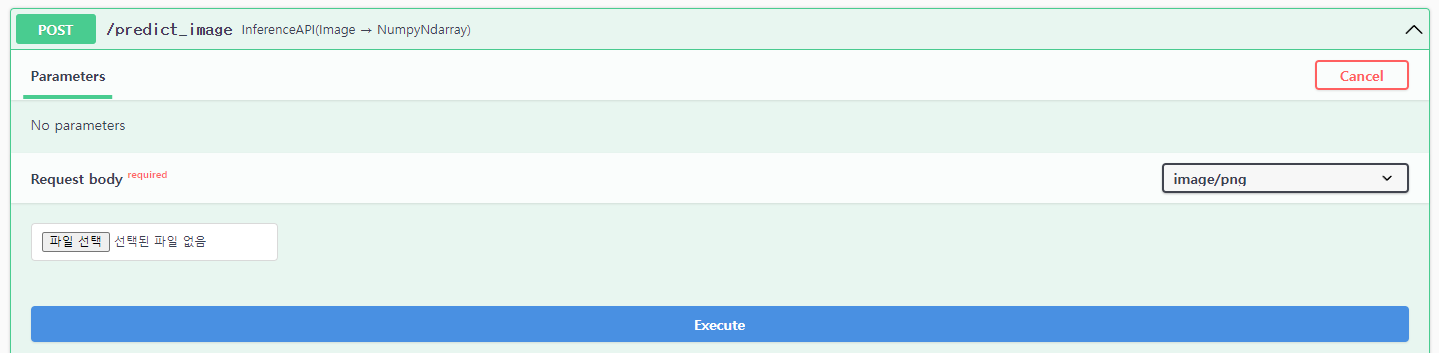 POST /predict_image InferenceAPI(Image → NumpyNdarray)
Parameters Cancel
No parameters
Request body required image/png
파일 선택 선택된 파일 없음
Execute